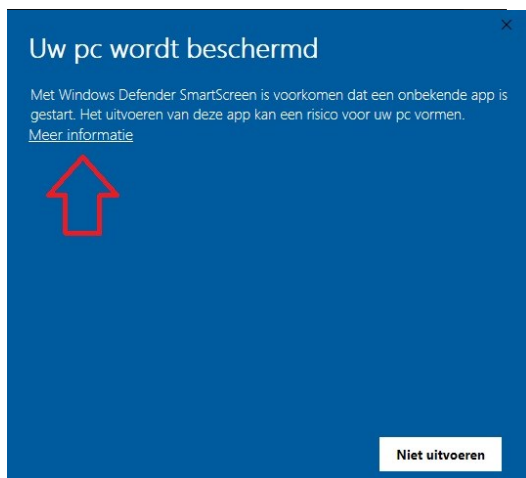 Uw pc wordt beschermd
Met Windows Defender SmartScreen is voorkomen dat een onbekende app is
gestart. Het uitvoeren van deze app kan een risico voor uw pc vormen.
Meer informatie
Niet uitvoeren